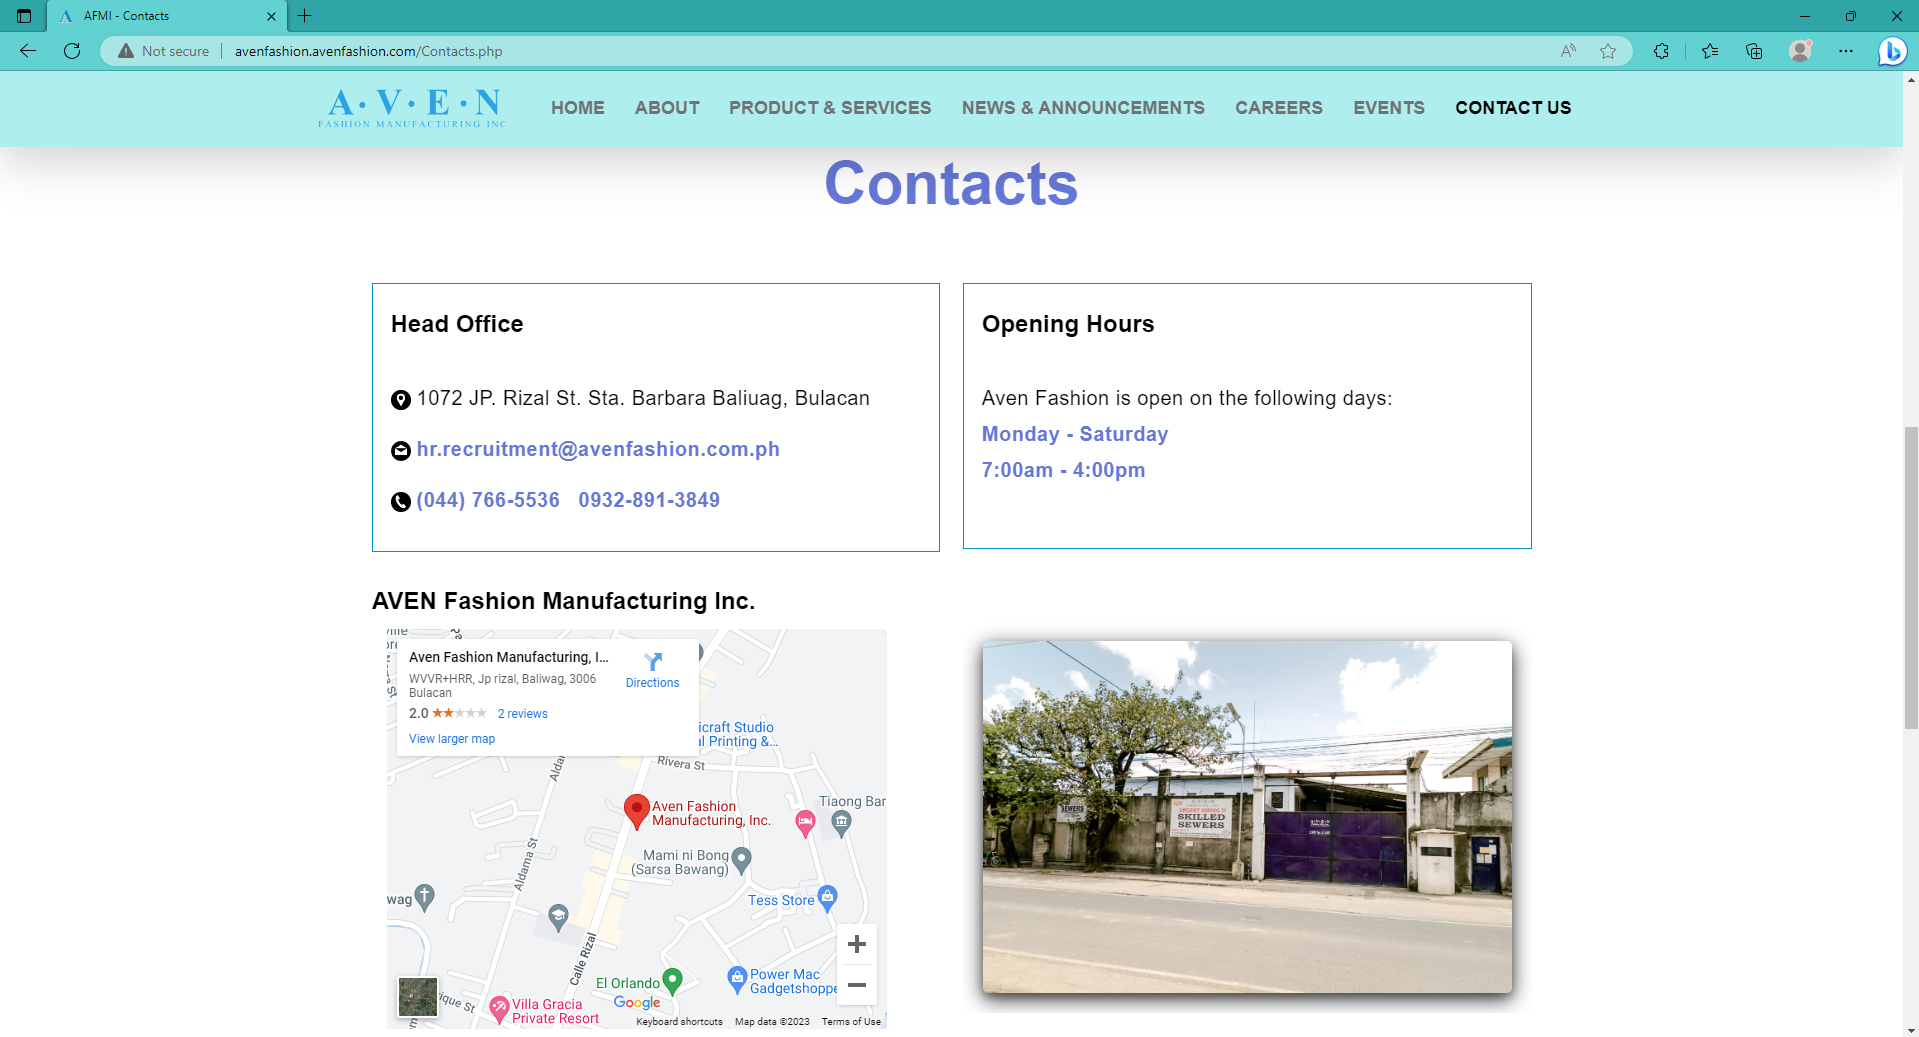 AFMI - Contacts
Not secure
avenfashion.avenfashion.com/Contacts.php
A·V·E·N
FASHION MANUFACTURING INC
HOME
ABOUT
PRODUCT & SERVICES
NEWS & ANNOUNCEMENTS
CAREERS
EVENTS
CONTACT US
Contacts
Head Office
1072 JP. Rizal St. Sta. Barbara Baliuag, Bulacan
hr.recruitment@avenfashion.com.ph
(044) 766-5536 0932-891-3849
Opening Hours
Aven Fashion is open on the following days:
Monday - Saturday
7:00am - 4:00pm
AVEN Fashion Manufacturing Inc.
Aven Fashion Manufacturing, I...
WVVR+HRR, Jp rizal, Baliwag, 3006
Bulacan
2.0
2 reviews
View larger map
Directions
icraft Studio
al Printing &...
Rivera St
Aldama St
Aven Fashion
Manufacturing, Inc.
Tiaong Bar
Mami ni Bong
(Sarsa Bawang)
Tess Store
wag
Calle Rizal
El Orlando
Power Mac
Gadgetshoppe
Google
rique St
Villa Gracia
Private Resort
Keyboard shortcuts
Map data ©2023
Terms of Use
SEWERS
A·V·E·N
URGENT HIRING !!!
SKILLED
SEWERS
A·V·E·N